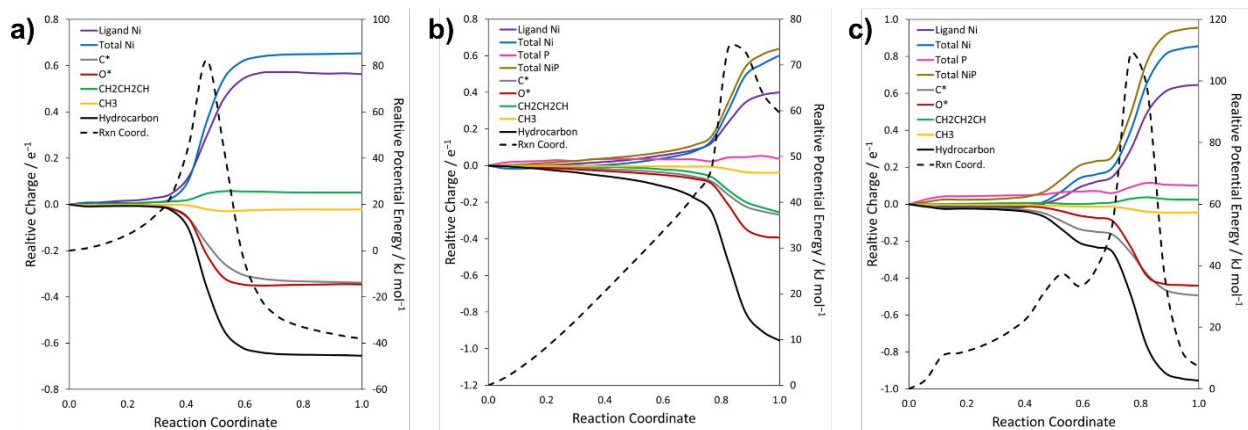 a)
Relative Charge / e⁻¹
0.8
0.6
0.4
0.2
0.0
-0.2
-0.4
-0.6
-0.8
Ligand Ni
Total Ni
C*
O*
CH2CH2CH
CH3
Hydrocarbon
Rxn Coord.
100
80
60
40
20
0
-20
-40
-60
Realtive Potential Energy / kJ mol⁻¹
0.0 0.2 0.4 0.6 0.8 1.0
Reaction Coordinate
b)
Realtive Charge / e⁻¹
0.8
0.6
0.4
0.2
0.0
-0.2
-0.4
-0.6
-0.8
-1.0
-1.2
Ligand Ni
Total Ni
Total P
Total NiP
C*
O*
CH2CH2CH
CH3
Hydrocarbon
Rxn Coord.
80
70
60
50
40
30
20
10
0
Realtive Potential Energy / kJ mol⁻¹
0.0 0.2 0.4 0.6 0.8 1.0
Reaction Coordinate
c)
Realtive Charge / e⁻¹
1.0
0.8
0.6
0.4
0.2
0.0
-0.2
-0.4
-0.6
-0.8
-1.0
Ligand Ni
Total Ni
Total P
Total NiP
C*
O*
CH2CH2CH
CH3
Hydrocarbon
Rxn Coord.
120
100
80
60
40
20
0
Realtive Potential Energy / kJ mol⁻¹
0.0 0.2 0.4 0.6 0.8 1.0
Reaction Coordinate